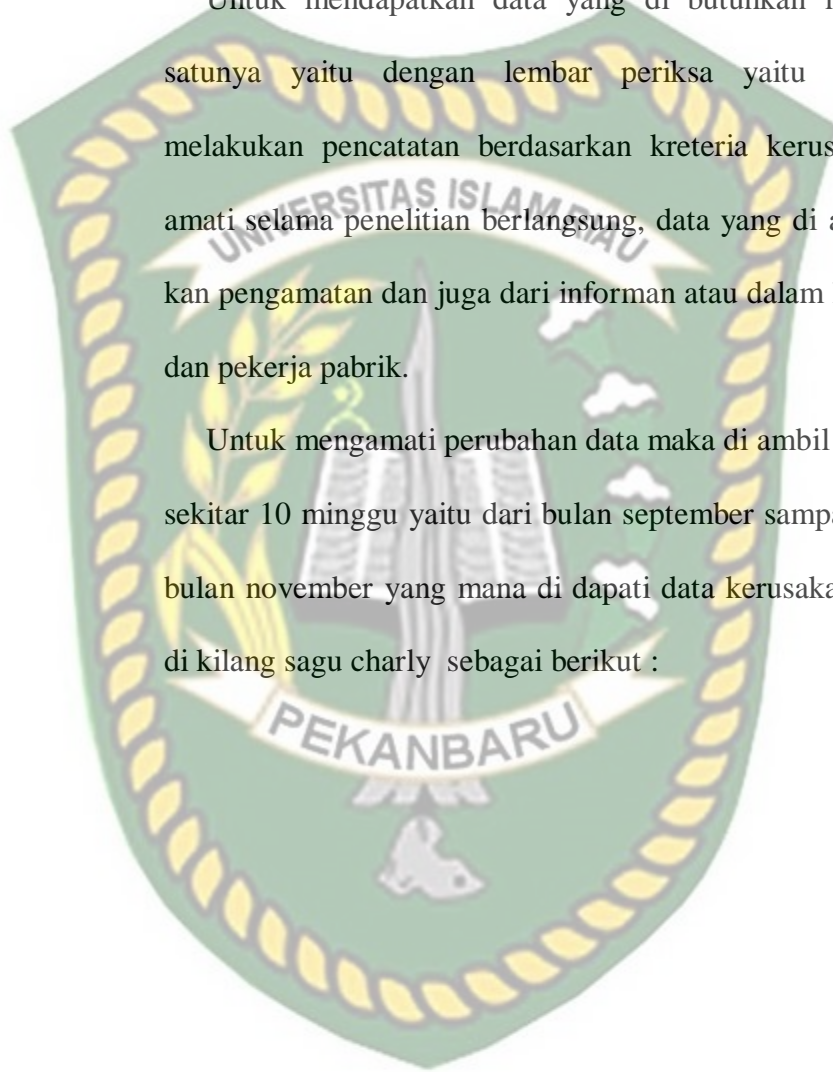 Untuk mendapatkan data yang di butuhkan
satunya yaitu dengan lembar periksa yaitu
melakukan pencatatan berdasarkan kreteria
UNIVERSITAS ISLAM RIAU
amati selama penelitian berlangsung, data yang di
kan pengamatan dan juga dari informan atau dalam
dan pekerja pabrik.
Untuk mengamati perubahan data maka di ambil
sekitar 10 minggu yaitu dari bulan september
bulan november yang mana di dapati data
di kilang sagu charly sebagai berikut :
PEKANBARU